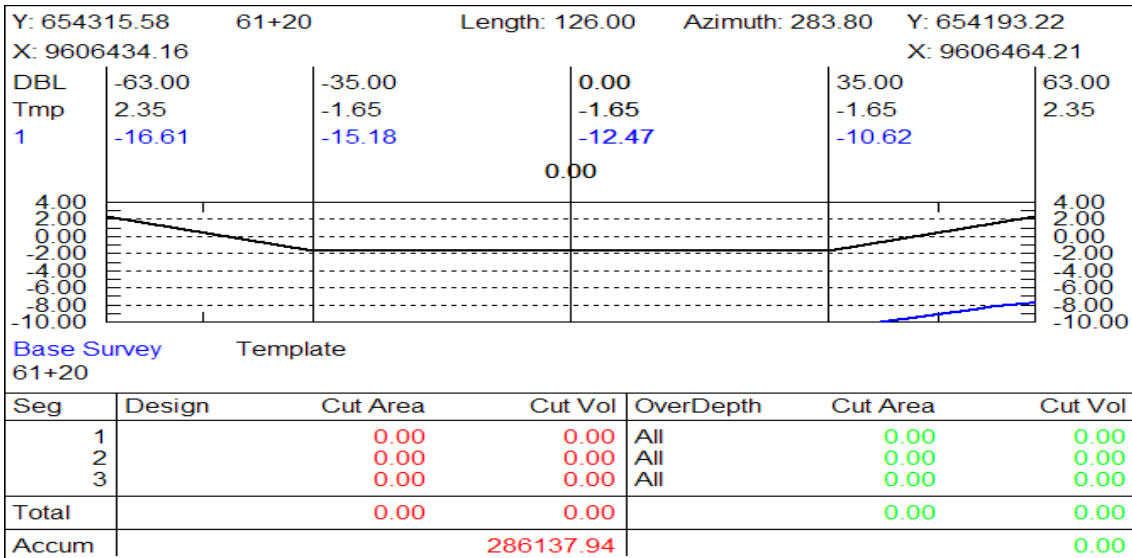 Y: 654315.58 61+20 Length: 126.00 Azimuth: 283.80 Y: 654193.22
X: 9606434.16 X: 9606464.21
DBL -63.00 -35.00 0.00 35.00 63.00
Tmp 2.35 -1.65 -1.65 -1.65 2.35
1 -16.61 -15.18 -12.47 -10.62
0.00
4.00 4.00
2.00 2.00
0.00 0.00
-2.00 -2.00
-4.00 -4.00
-6.00 -6.00
-8.00 -8.00
-10.00 -10.00
Base Survey Template
61+20
Seg Design Cut Area Cut Vol OverDepth Cut Area Cut Vol
1 0.00 0.00 All 0.00 0.00
2 0.00 0.00 All 0.00 0.00
3 0.00 0.00 All 0.00 0.00
Total 0.00 0.00 0.00 0.00
Accum 286137.94 0.00